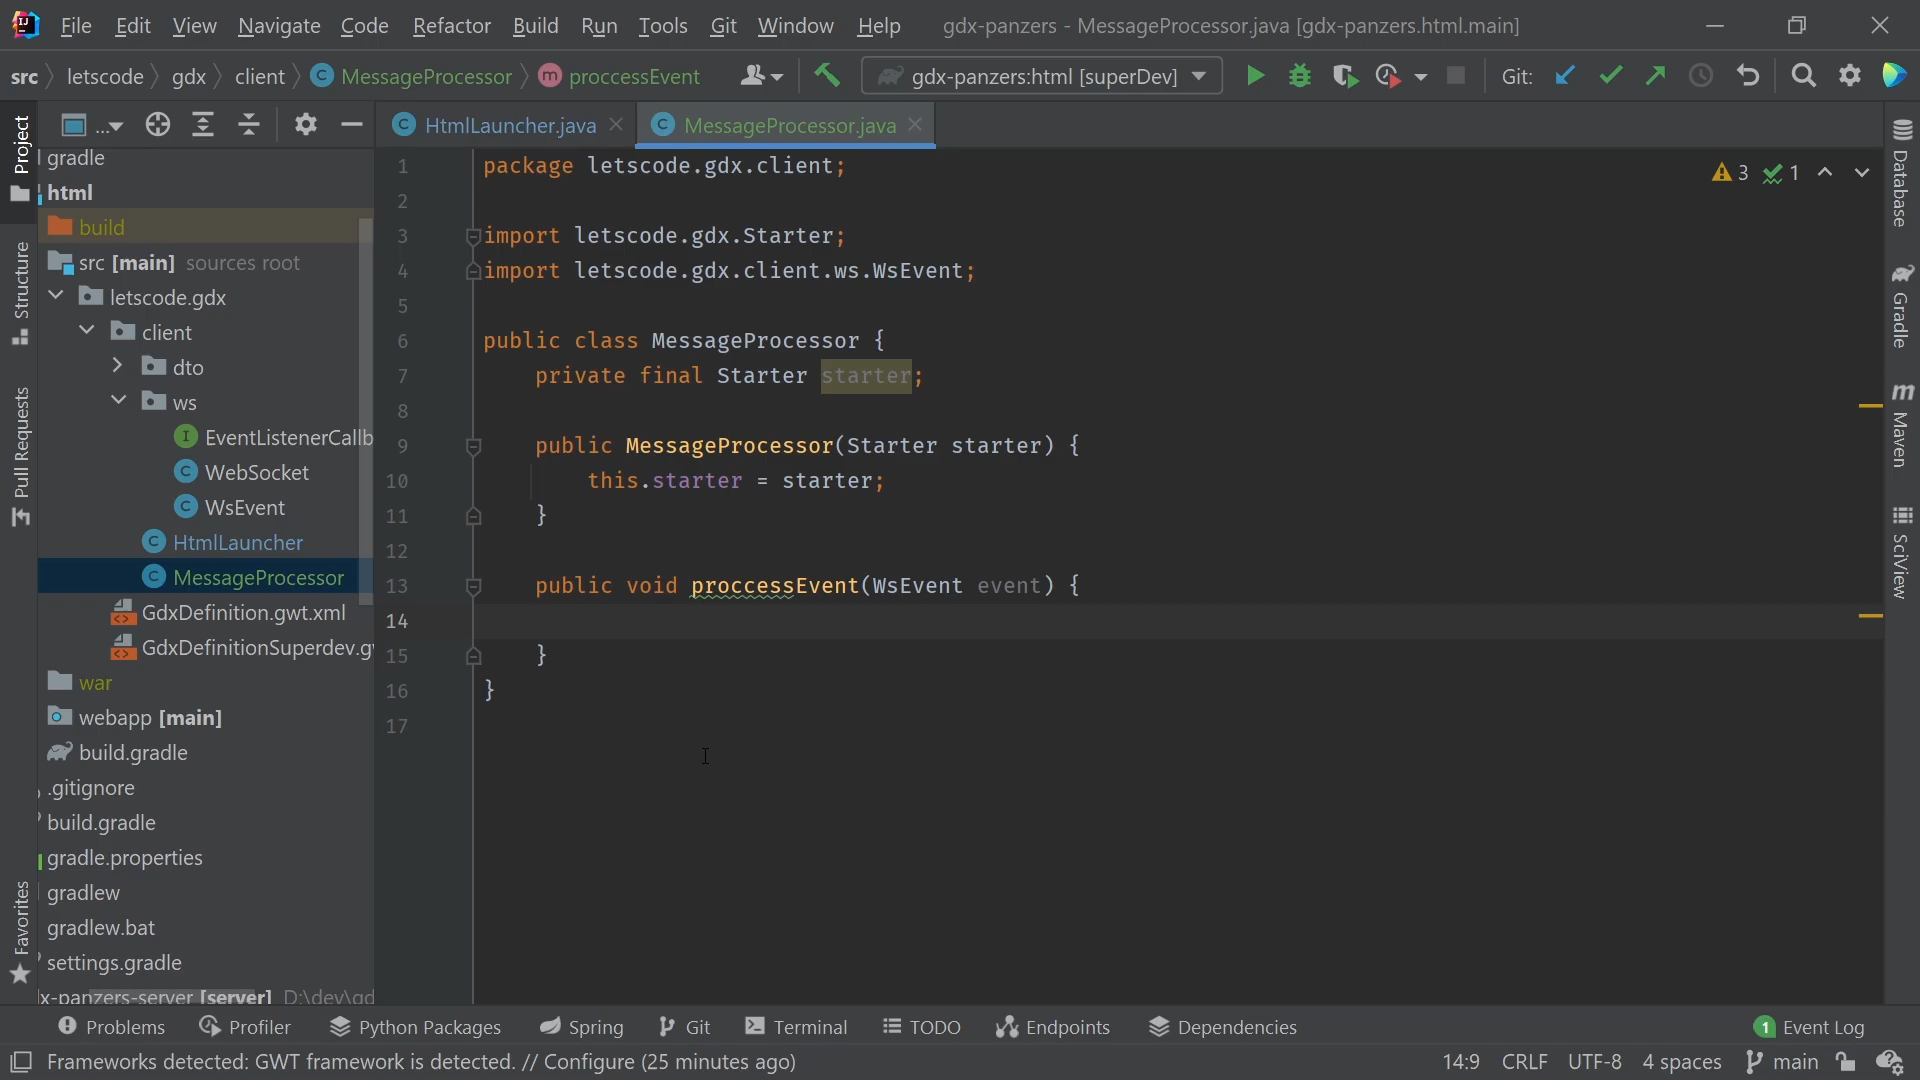 File Edit View Navigate Code Refactor Build Run Tools Git Window Help gdx-panzers - MessageProcessor.java [gdx-panzers.html.main]
src letscode gdx client MessageProcessor proccessEvent gdx-panzers:html [superDev] Git:
... HtmlLauncher.java MessageProcessor.java
Project
Structure
Pull Requests
Favorites
gradle
html
build
src [main] sources root
letscode.gdx
client
dto
ws
EventListenerCallb
WebSocket
WsEvent
HtmlLauncher
MessageProcessor
GdxDefinition.gwt.xml
GdxDefinitionSuperdev.g
war
webapp [main]
build.gradle
.gitignore
build.gradle
gradle.properties
gradlew
gradlew.bat
settings.gradle
x-panzers-server [server] D:\dev\gd
1 package letscode.gdx.client;
2
3 import letscode.gdx.Starter;
4 import letscode.gdx.client.ws.WsEvent;
5
6 public class MessageProcessor {
7 private final Starter starter;
8
9 public MessageProcessor(Starter starter) {
10 this.starter = starter;
11 }
12
13 public void proccessEvent(WsEvent event) {
14
15 }
16 }
17
3 1
Database
Gradle
Maven
SciView
Problems Profiler Python Packages Spring Git Terminal TODO Endpoints Dependencies 1 Event Log
Frameworks detected: GWT framework is detected. // Configure (25 minutes ago) 14:9 CRLF UTF-8 4 spaces main